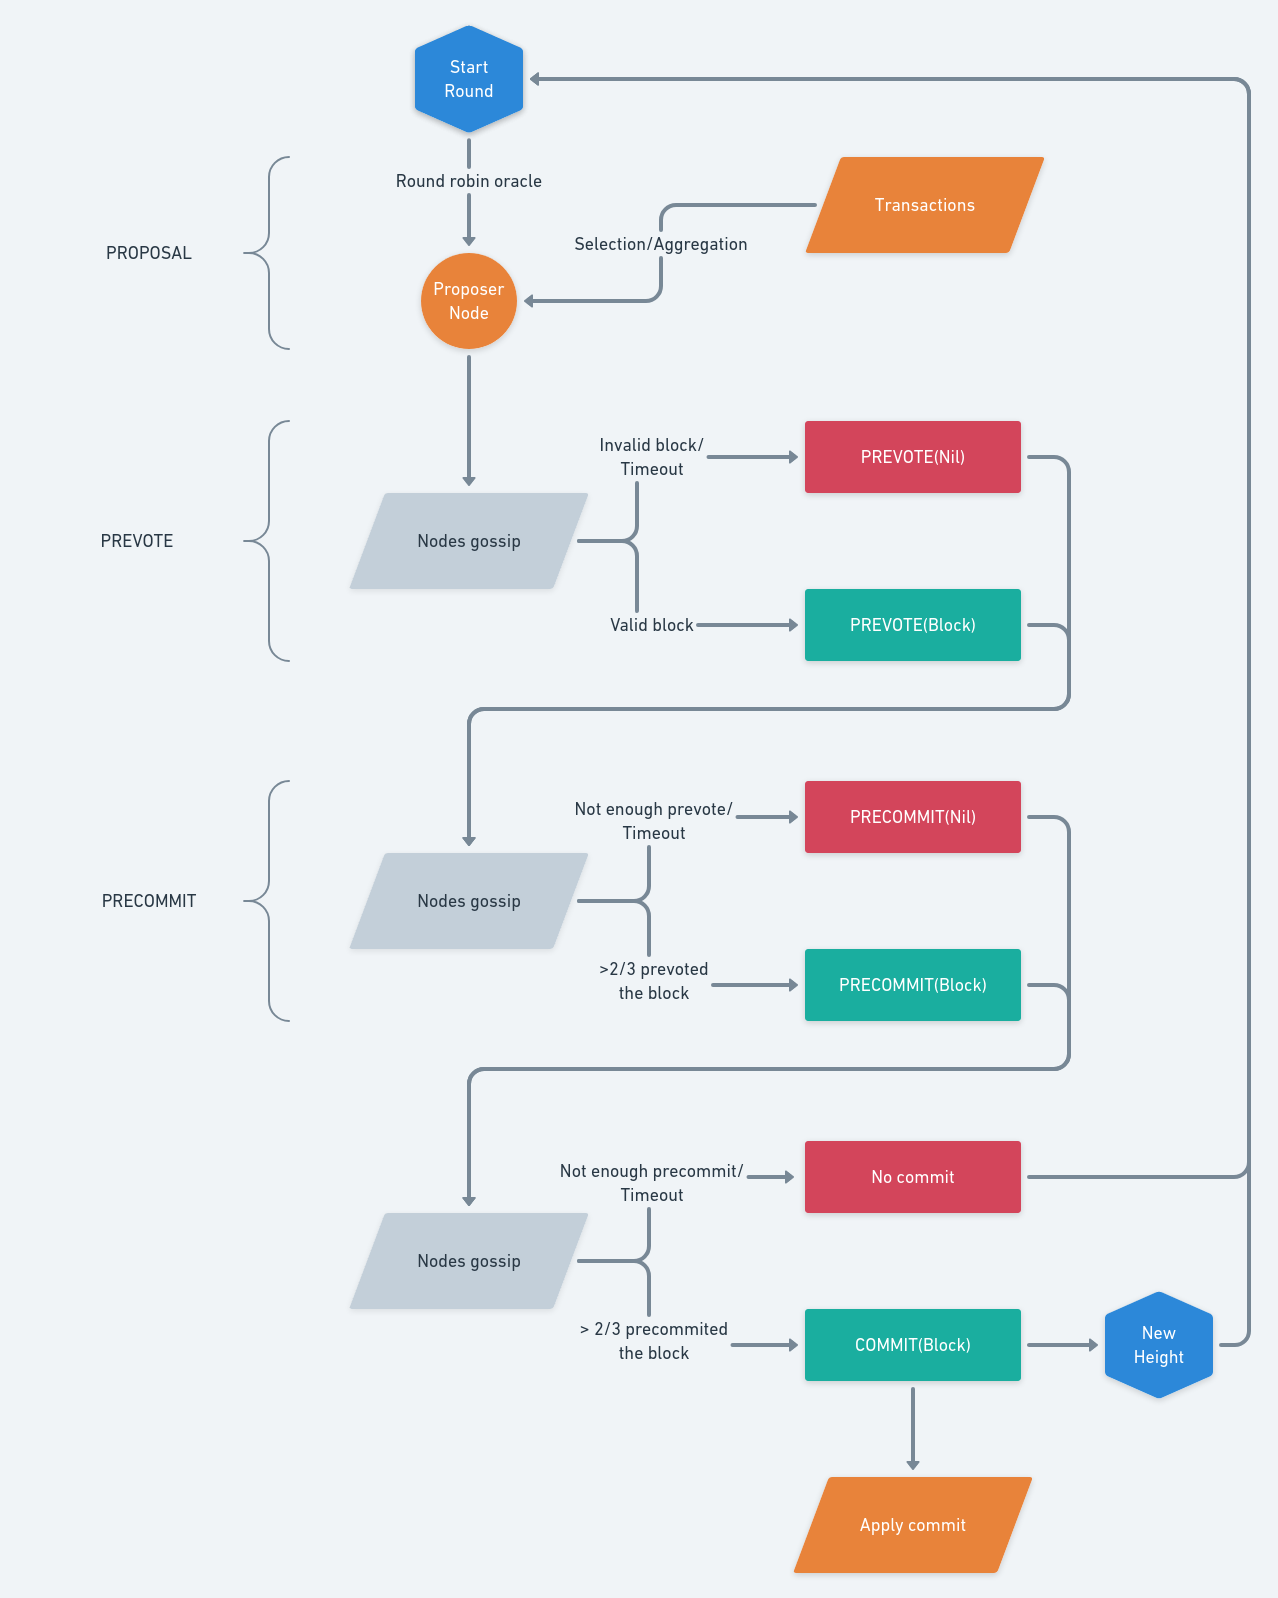 Start
Round
Round robin oracle
Transactions
Selection/Aggregation
PROPOSAL
Proposer
Node
Invalid block/
Timeout
PREVOTE(Nil)
PREVOTE
Nodes gossip
Valid block
PREVOTE(Block)
Not enough prevote/
Timeout
PRECOMMIT(Nil)
PRECOMMIT
Nodes gossip
>2/3 prevoted
the block
PRECOMMIT(Block)
Not enough precommit/
Timeout
No commit
Nodes gossip
> 2/3 precommited
the block
COMMIT(Block)
New
Height
Apply commit